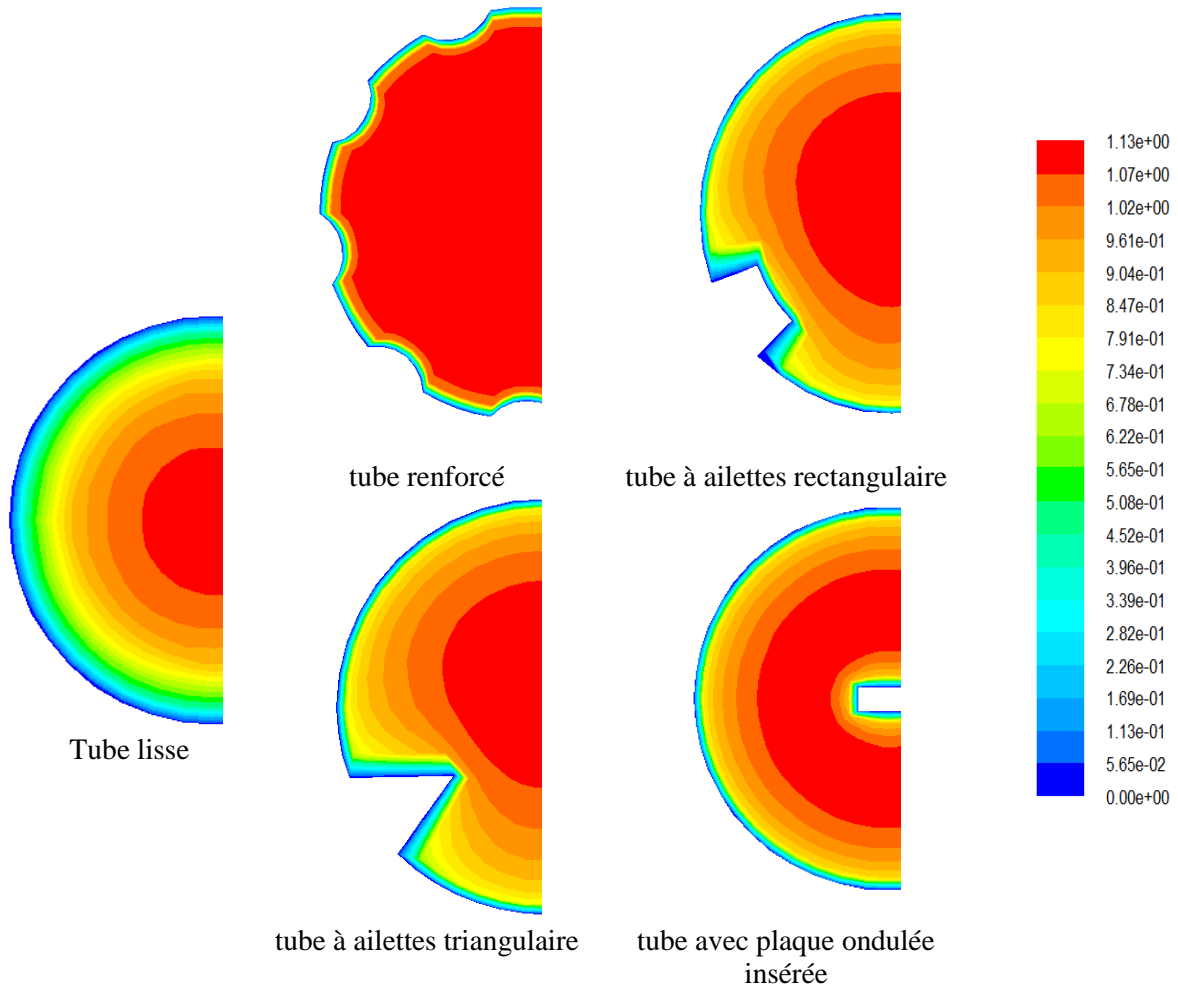 tube renforcé
tube à ailettes rectangulaire
Tube lisse
tube à ailettes triangulaire
tube avec plaque ondulée
insérée
1.13e+00
1.07e+00
1.02e+00
9.61e-01
9.04e-01
8.47e-01
7.91e-01
7.34e-01
6.78e-01
6.22e-01
5.65e-01
5.08e-01
4.52e-01
3.96e-01
3.39e-01
2.82e-01
2.26e-01
1.69e-01
1.13e-01
5.65e-02
0.00e+00